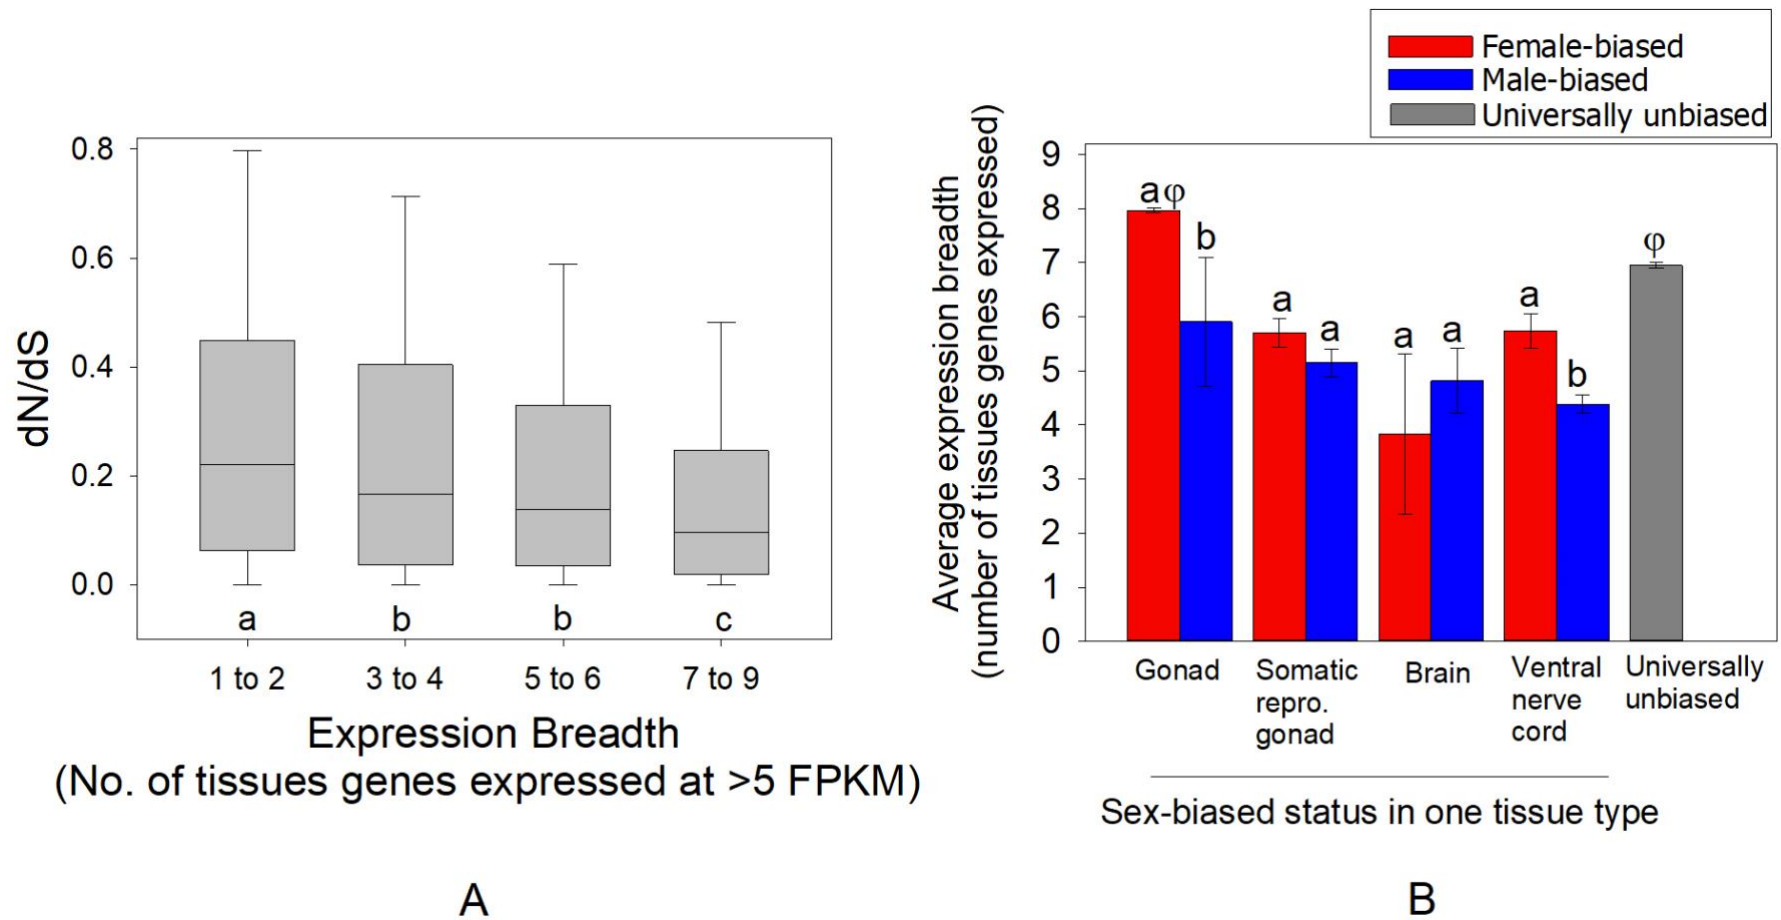 0.8
0.6
0.4
0.2
0.0
dN/dS
a
b
b
c
1 to 2
3 to 4
5 to 6
7 to 9
Expression Breadth
(No. of tissues genes expressed at >5 FPKM)
A
Female-biased
Male-biased
Universally unbiased
Average expression breadth
(number of tissues genes expressed)
9
8
7
6
5
4
3
2
1
0
aφ
b
a
a
a
a
a
b
φ
Gonad
Somatic
repro.
gonad
Brain
Ventral
nerve
cord
Universally
unbiased
Sex-biased status in one tissue type
B